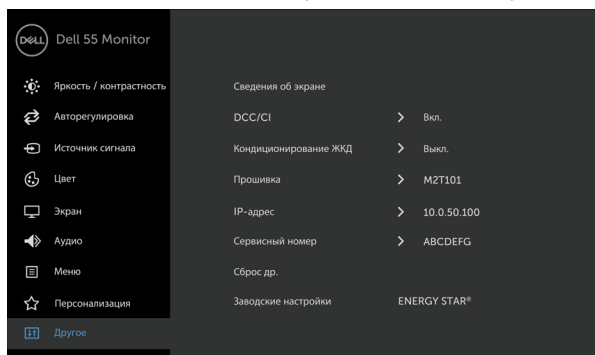 DELL Dell 55 Monitor
Яркость / контрастность
Сведения об экране
Авторегулировка
DCC/CI Вкл.
Источник сигнала
Кондиционирование ЖКД Выкл.
Цвет
Прошивка M2T101
Экран
IP-адрес 10.0.50.100
Аудио
Сервисный номер ABCDEFG
Меню
Сброс др.
Персонализация
Заводские настройки ENERGY STAR®
Другое